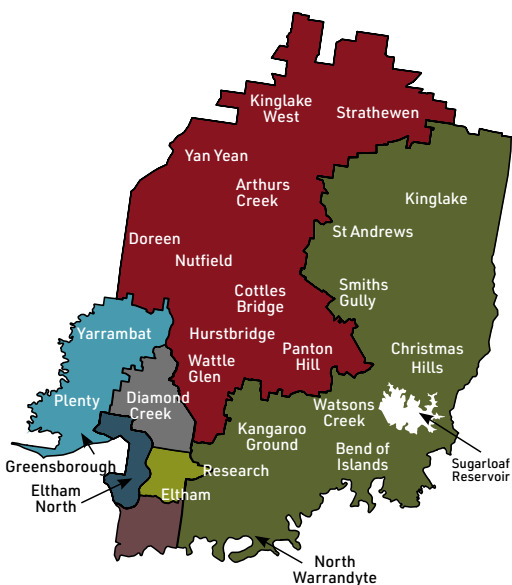 Kinglake
West
Strathewen
Yan Yean
Arthurs
Creek
Kinglake
St Andrews
Doreen
Nutfield
Smiths
Gully
Cottles
Bridge
Yarrambat
Hurstbridge
Wattle
Glen
Panton
Hill
Christmas
Hills
Plenty
Diamond
Creek
Watsons
Creek
Kangaroo
Ground
Bend of
Islands
Sugarloaf
Reservoir
Greensborough
Research
Eltham
North
Eltham
North
Warrandyte